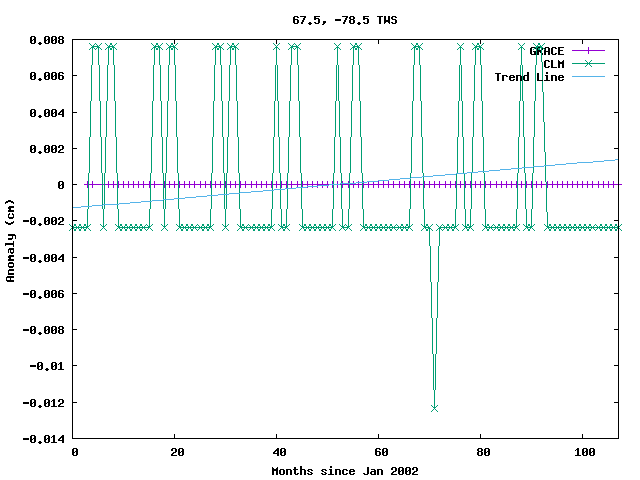 67.5, -78.5 TWS
GRACE
CLM
Trend Line
0.008
0.006
0.004
0.002
0
-0.002
-0.004
-0.006
-0.008
-0.01
-0.012
-0.014
Anomaly (cm)
0 20 40 60 80 100
Months since Jan 2002